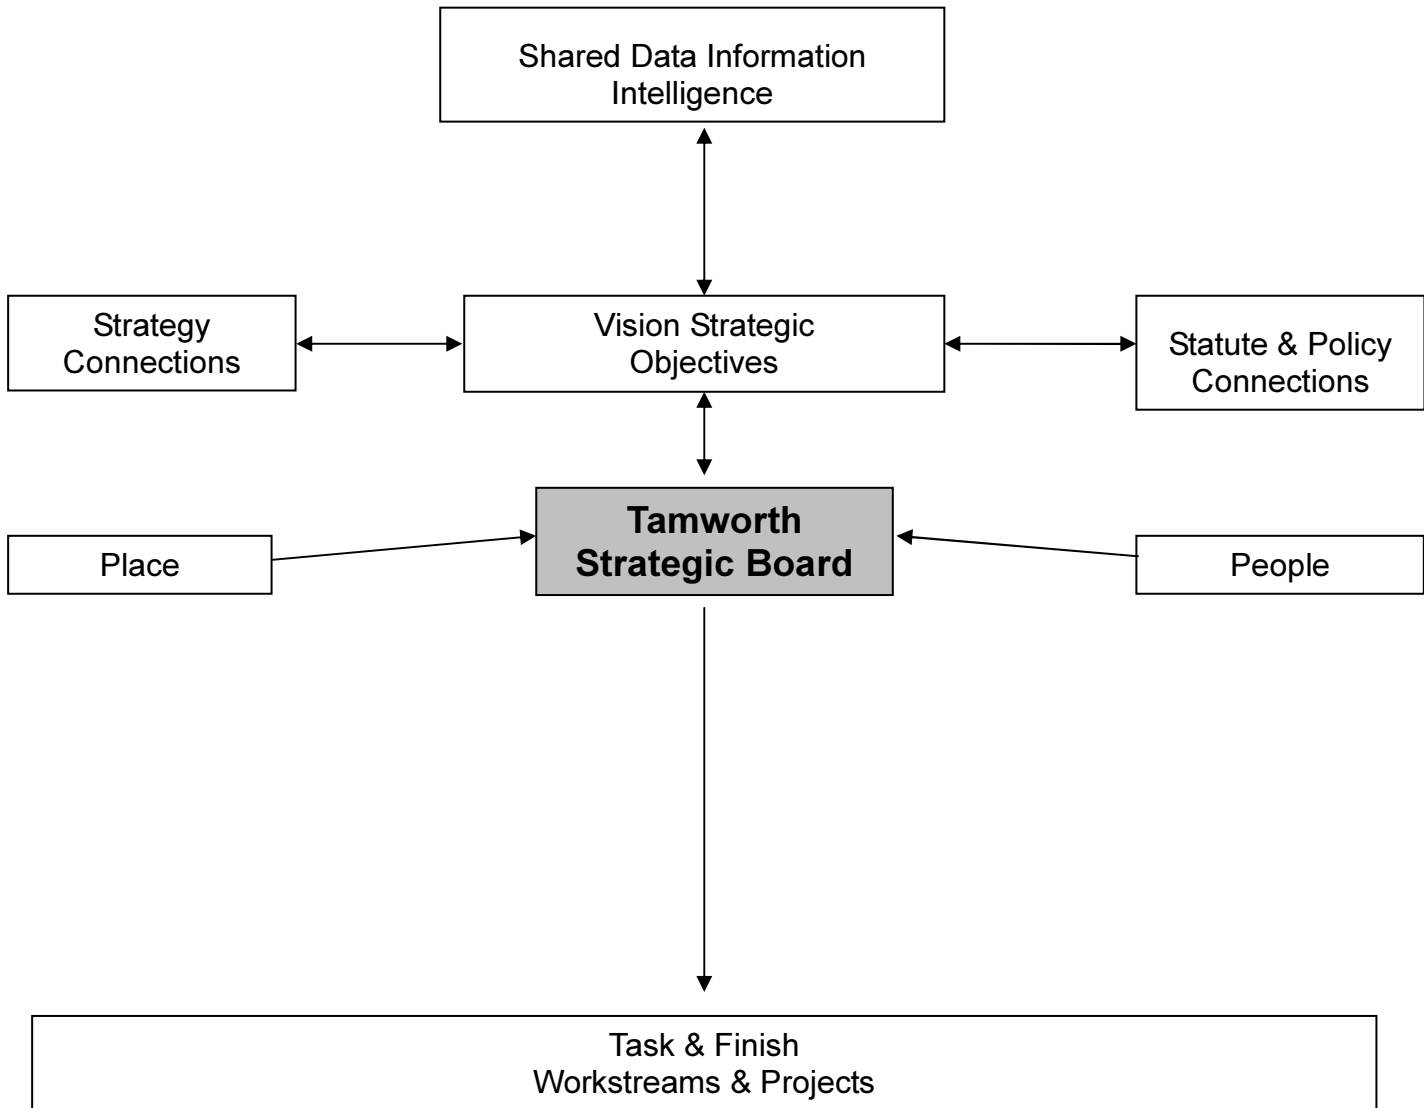 Shared Data Information
Intelligence
Strategy
Connections
Vision Strategic
Objectives
Statute & Policy
Connections
Place
Tamworth
Strategic Board
People
Task & Finish
Workstreams & Projects